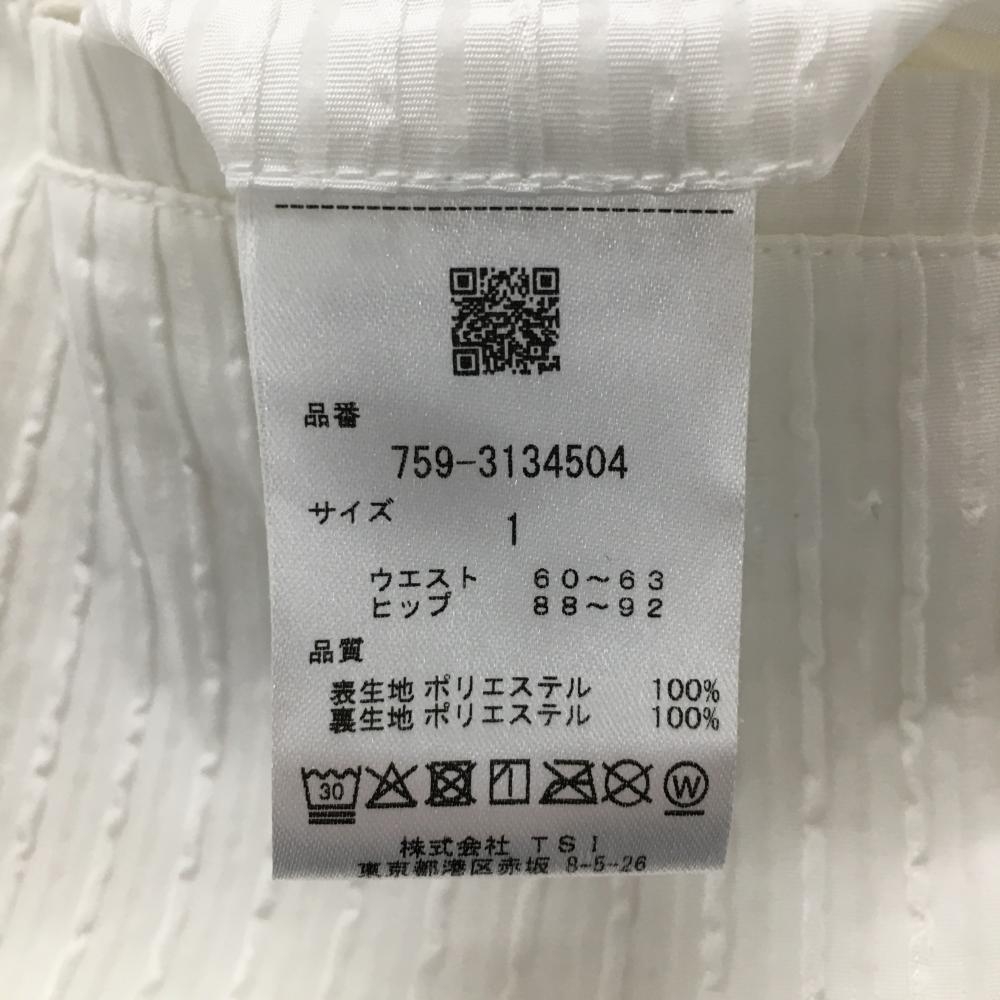 品番
759-3134504
サイズ 1
ウエスト 60～63
ヒップ 88～92
品質
表生地 ポリエステル 100%
裏生地 ポリエステル 100%
30 W
株式会社 TSI
東京都港区赤坂 8-5-26